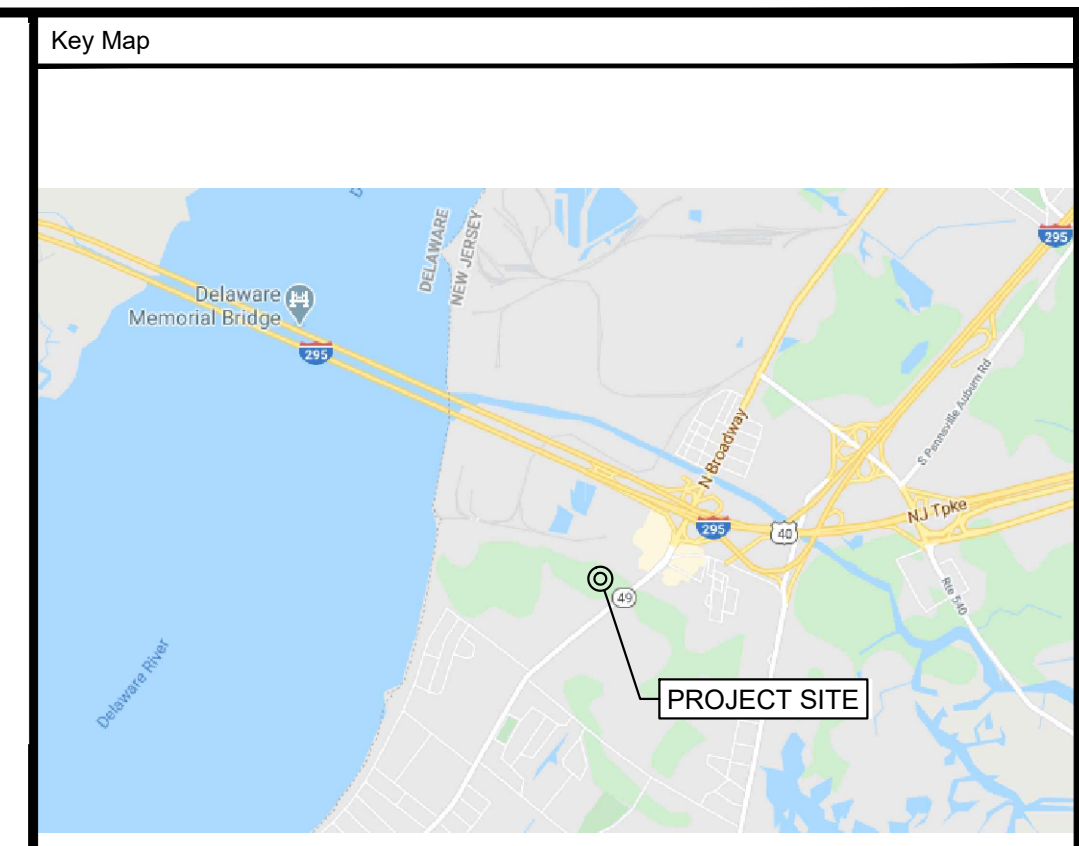 Key Map
D
DELAWARE
NEW JERSEY
295
Delaware
Memorial Bridge
295
S Pennsville Auburn Rd
N Broadway
NJ Tpke
295
40
49
Rte 540
Delaware River
PROJECT SITE